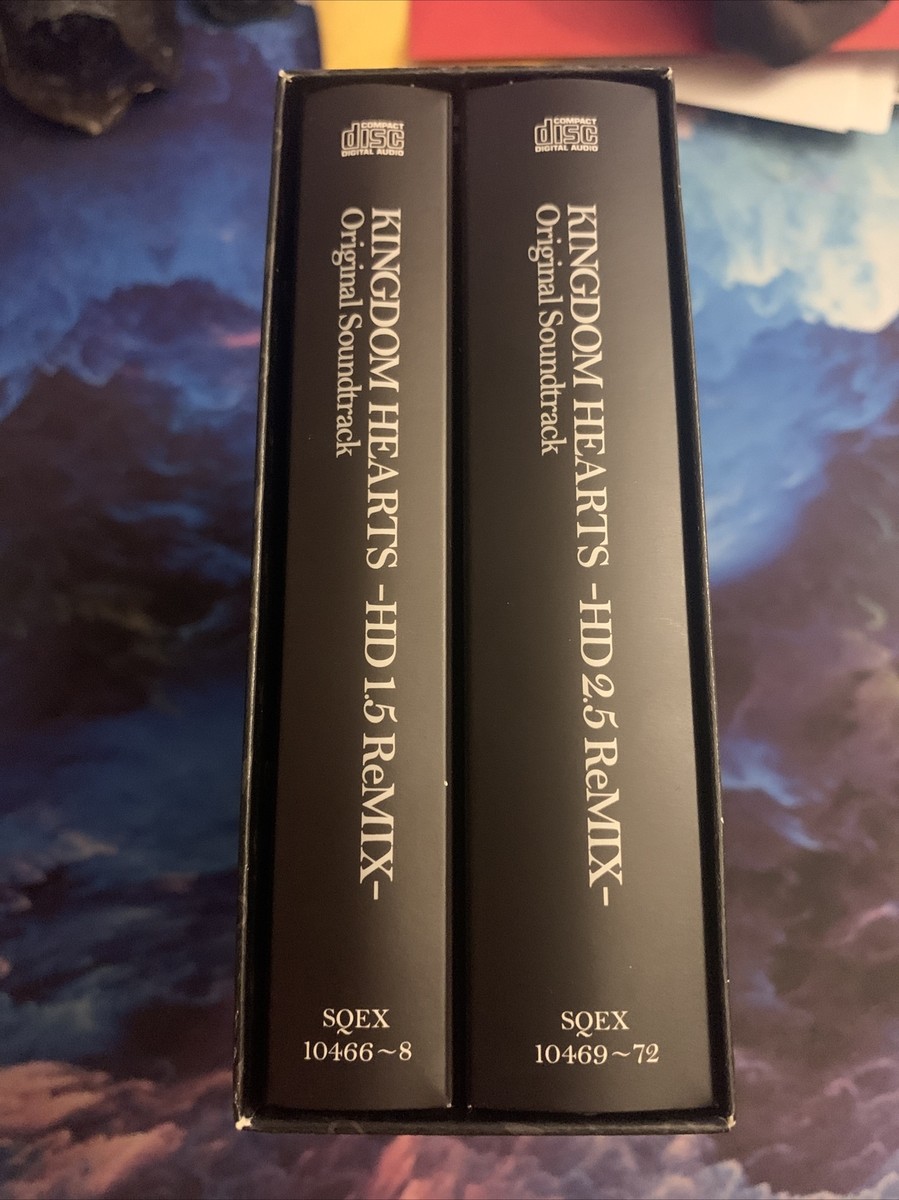 COMPACT
disc
DIGITAL AUDIO
KINGDOM HEARTS -HD 1.5 ReMIX-
Original Soundtrack
SQEX
10466~8
COMPACT
disc
DIGITAL AUDIO
KINGDOM HEARTS -HD 2.5 ReMIX-
Original Soundtrack
SQEX
10469~72